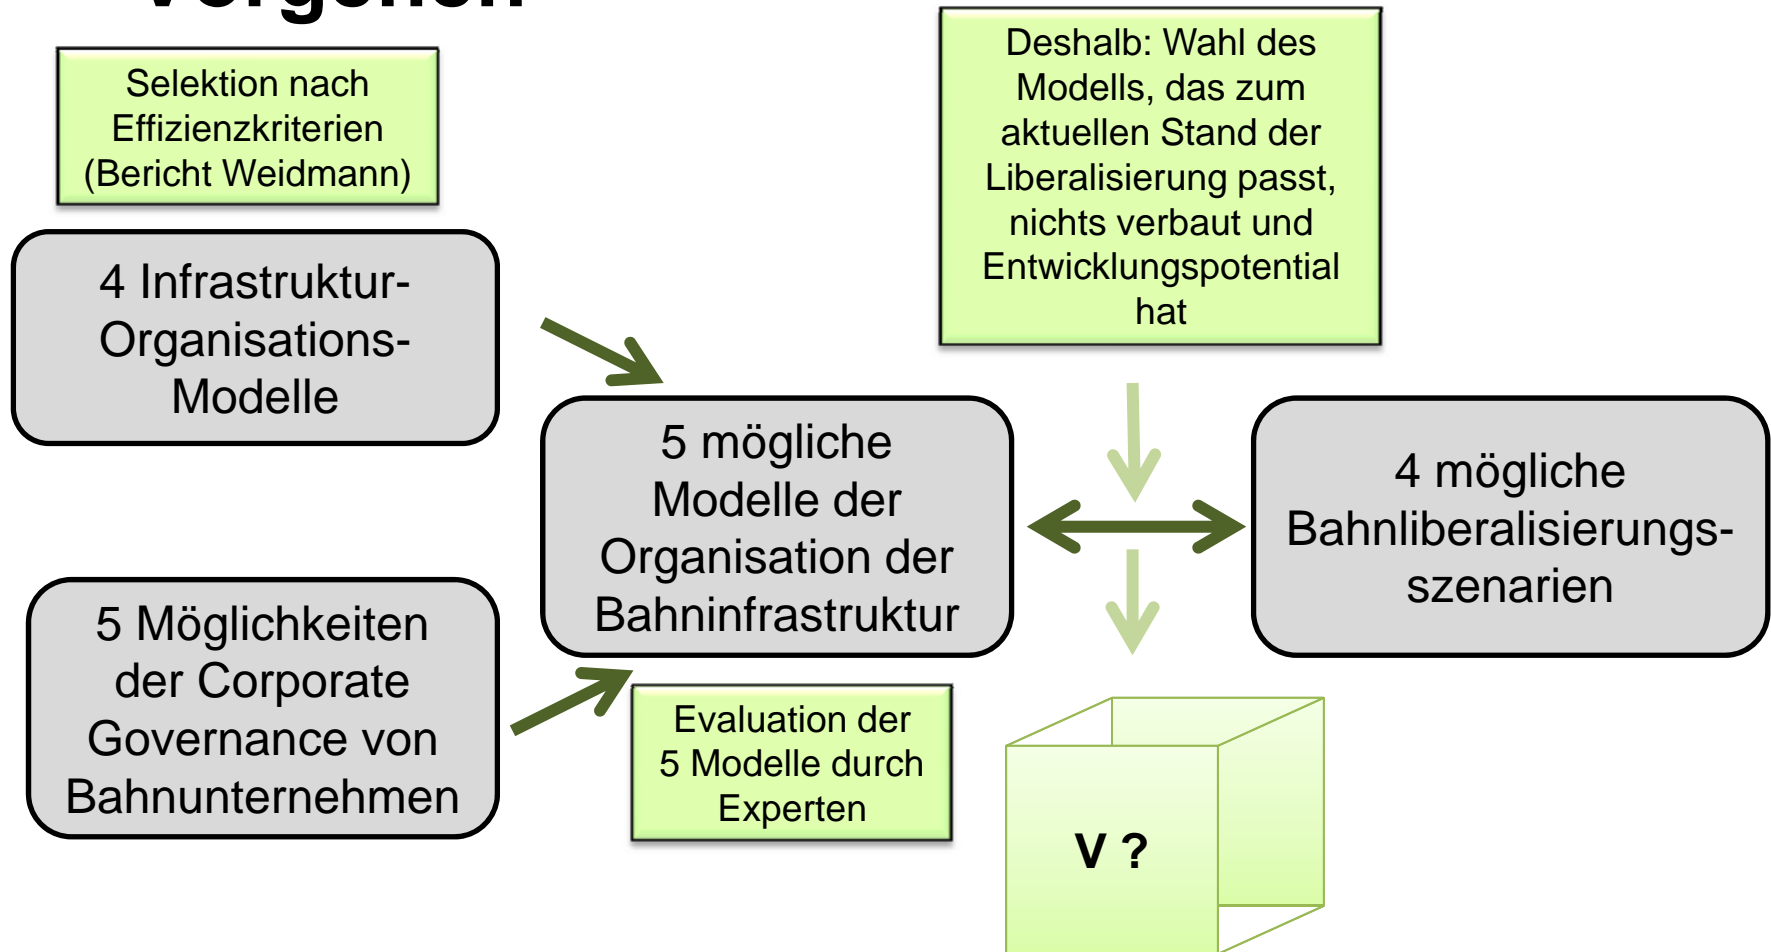 Vorgehen
Selektion nach
Effizienzkriterien
(Bericht Weidmann)
4 Infrastruktur-
Organisations-
Modelle
5 Möglichkeiten
der Corporate
Governance von
Bahnunternehmen
5 mögliche
Modelle der
Organisation der
Bahninfrastruktur
Evaluation der
5 Modelle durch
Experten
Deshalb: Wahl des
Modells, das zum
aktuellen Stand der
Liberalisierung passt,
nichts verbaut und
Entwicklungspotential
hat
4 mögliche
Bahnliberalisierungs-
szenarien
V ?